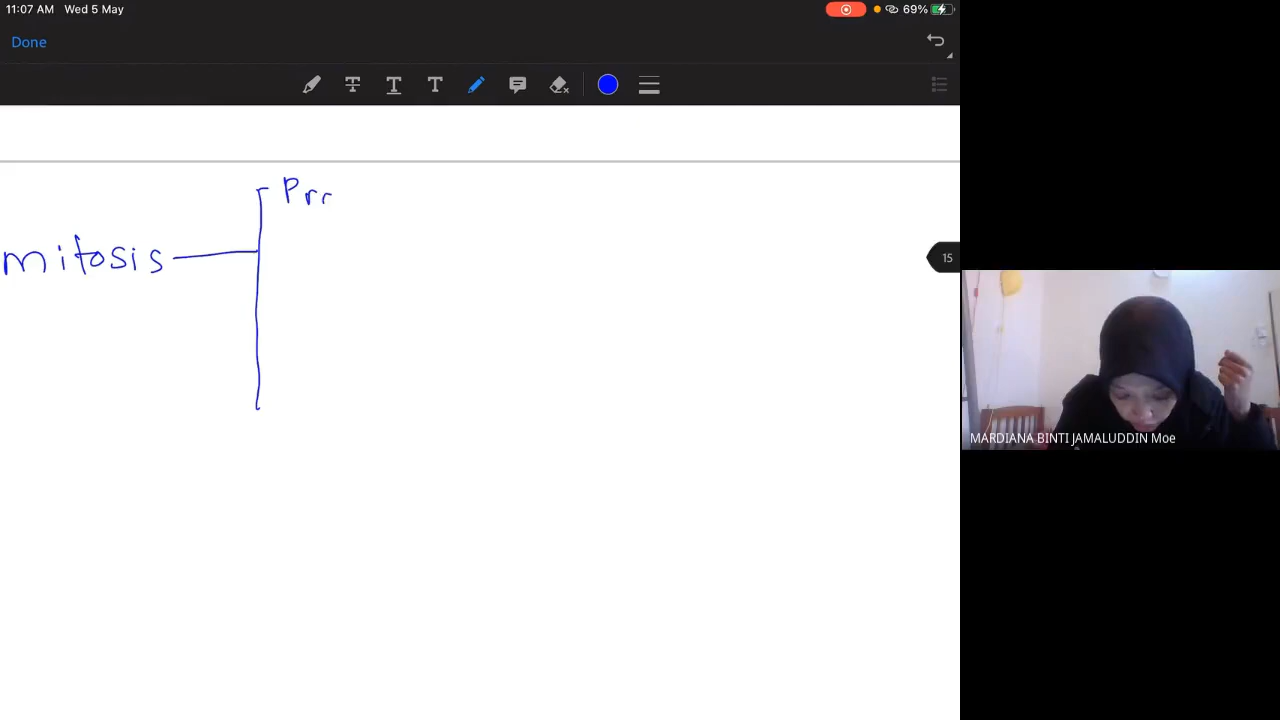 11:07 AM Wed 5 May 69%
Done
T T T
Prr
mitosis
15
MARDIANA BINTI JAMALUDDIN Moe